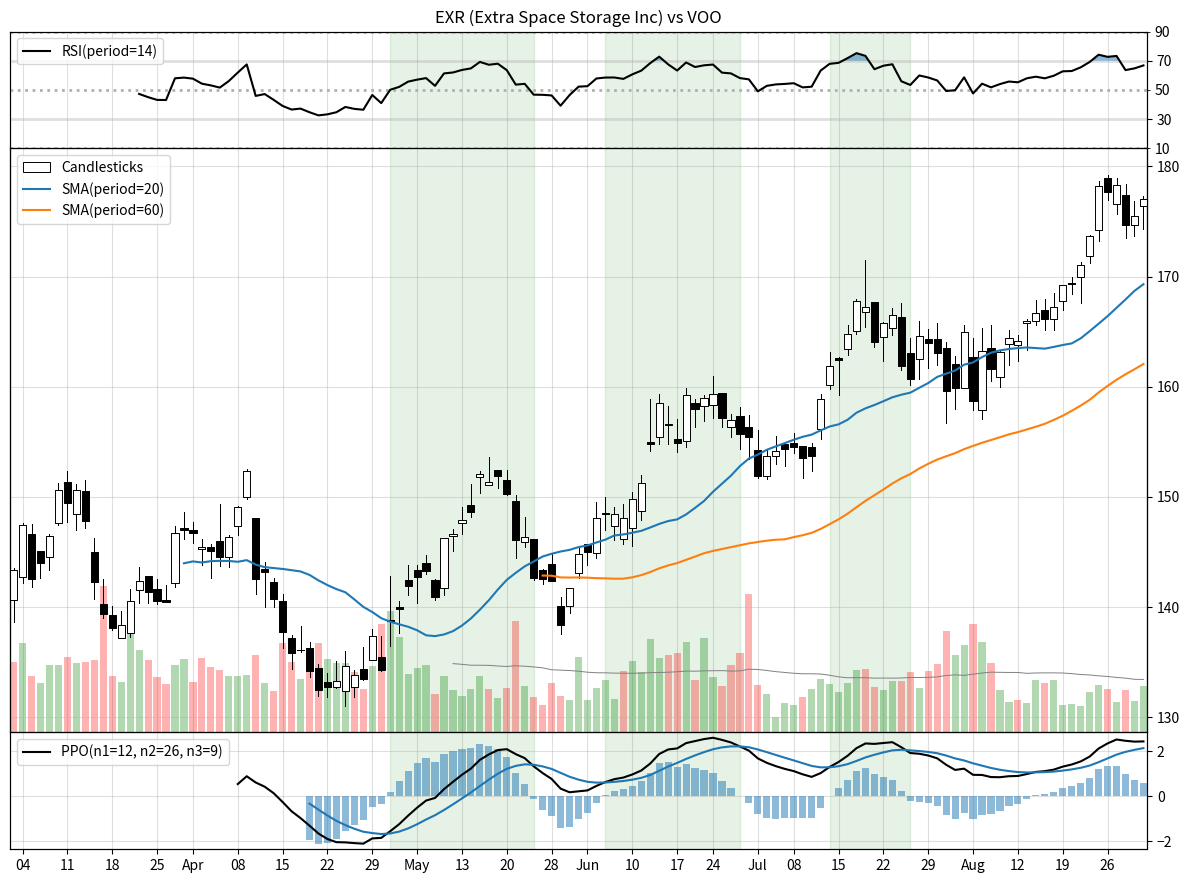 EXR (Extra Space Storage Inc) vs VOO
RSI(period=14)
90
70
50
30
10
Candlesticks
SMA(period=20)
SMA(period=60)
180
170
160
150
140
130
PPO(n1=12, n2=26, n3=9)
2
0
−2
04 11 18 25 Apr 08 15 22 29 May 13 20 28 Jun 10 17 24 Jul 08 15 22 29 Aug 12 19 26